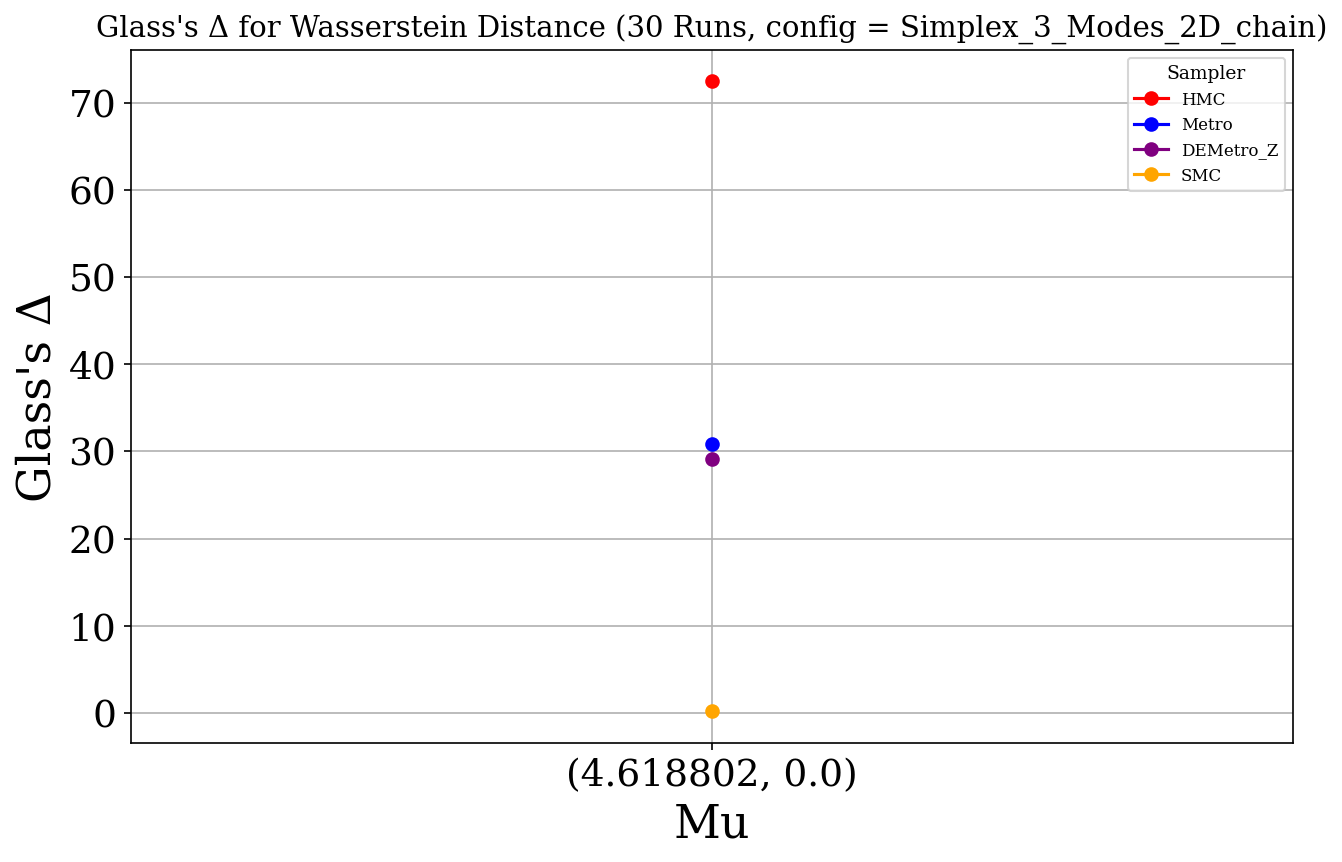 Glass's Δ for Wasserstein Distance (30 Runs, config = Simplex_3_Modes_2D_chain)
Sampler
HMC
Metro
DEMetro_Z
SMC
Glass's Δ
70
60
50
40
30
20
10
0
(4.618802, 0.0)
Mu